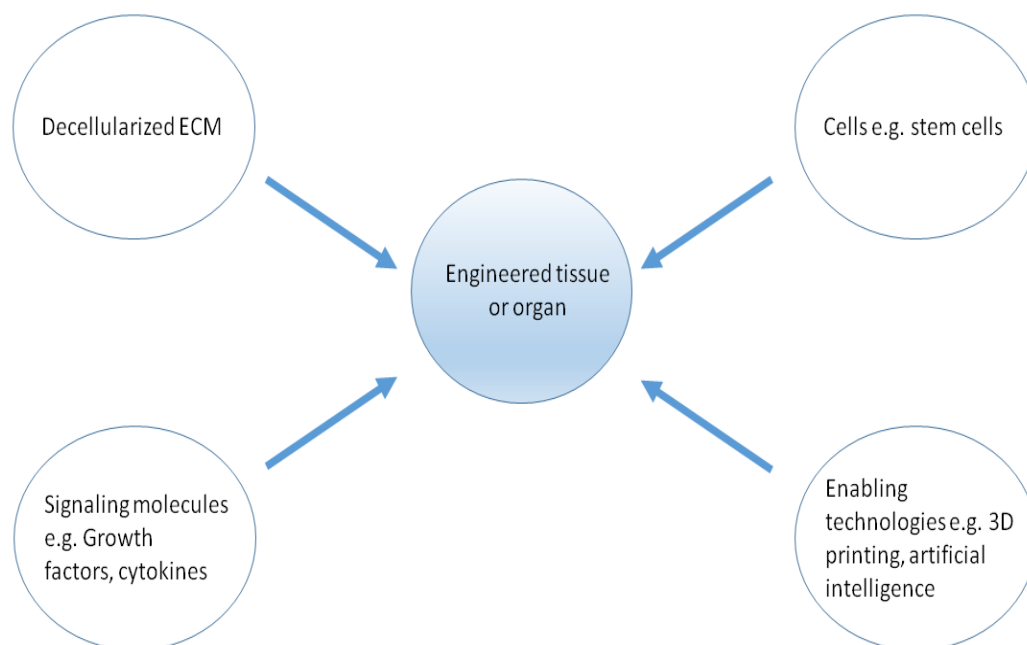 Decellularized ECM
Cells e.g. stem cells
Engineered tissue
or organ
Signaling molecules
e.g. Growth
factors, cytokines
Enabling
technologies e.g. 3D
printing, artificial
intelligence